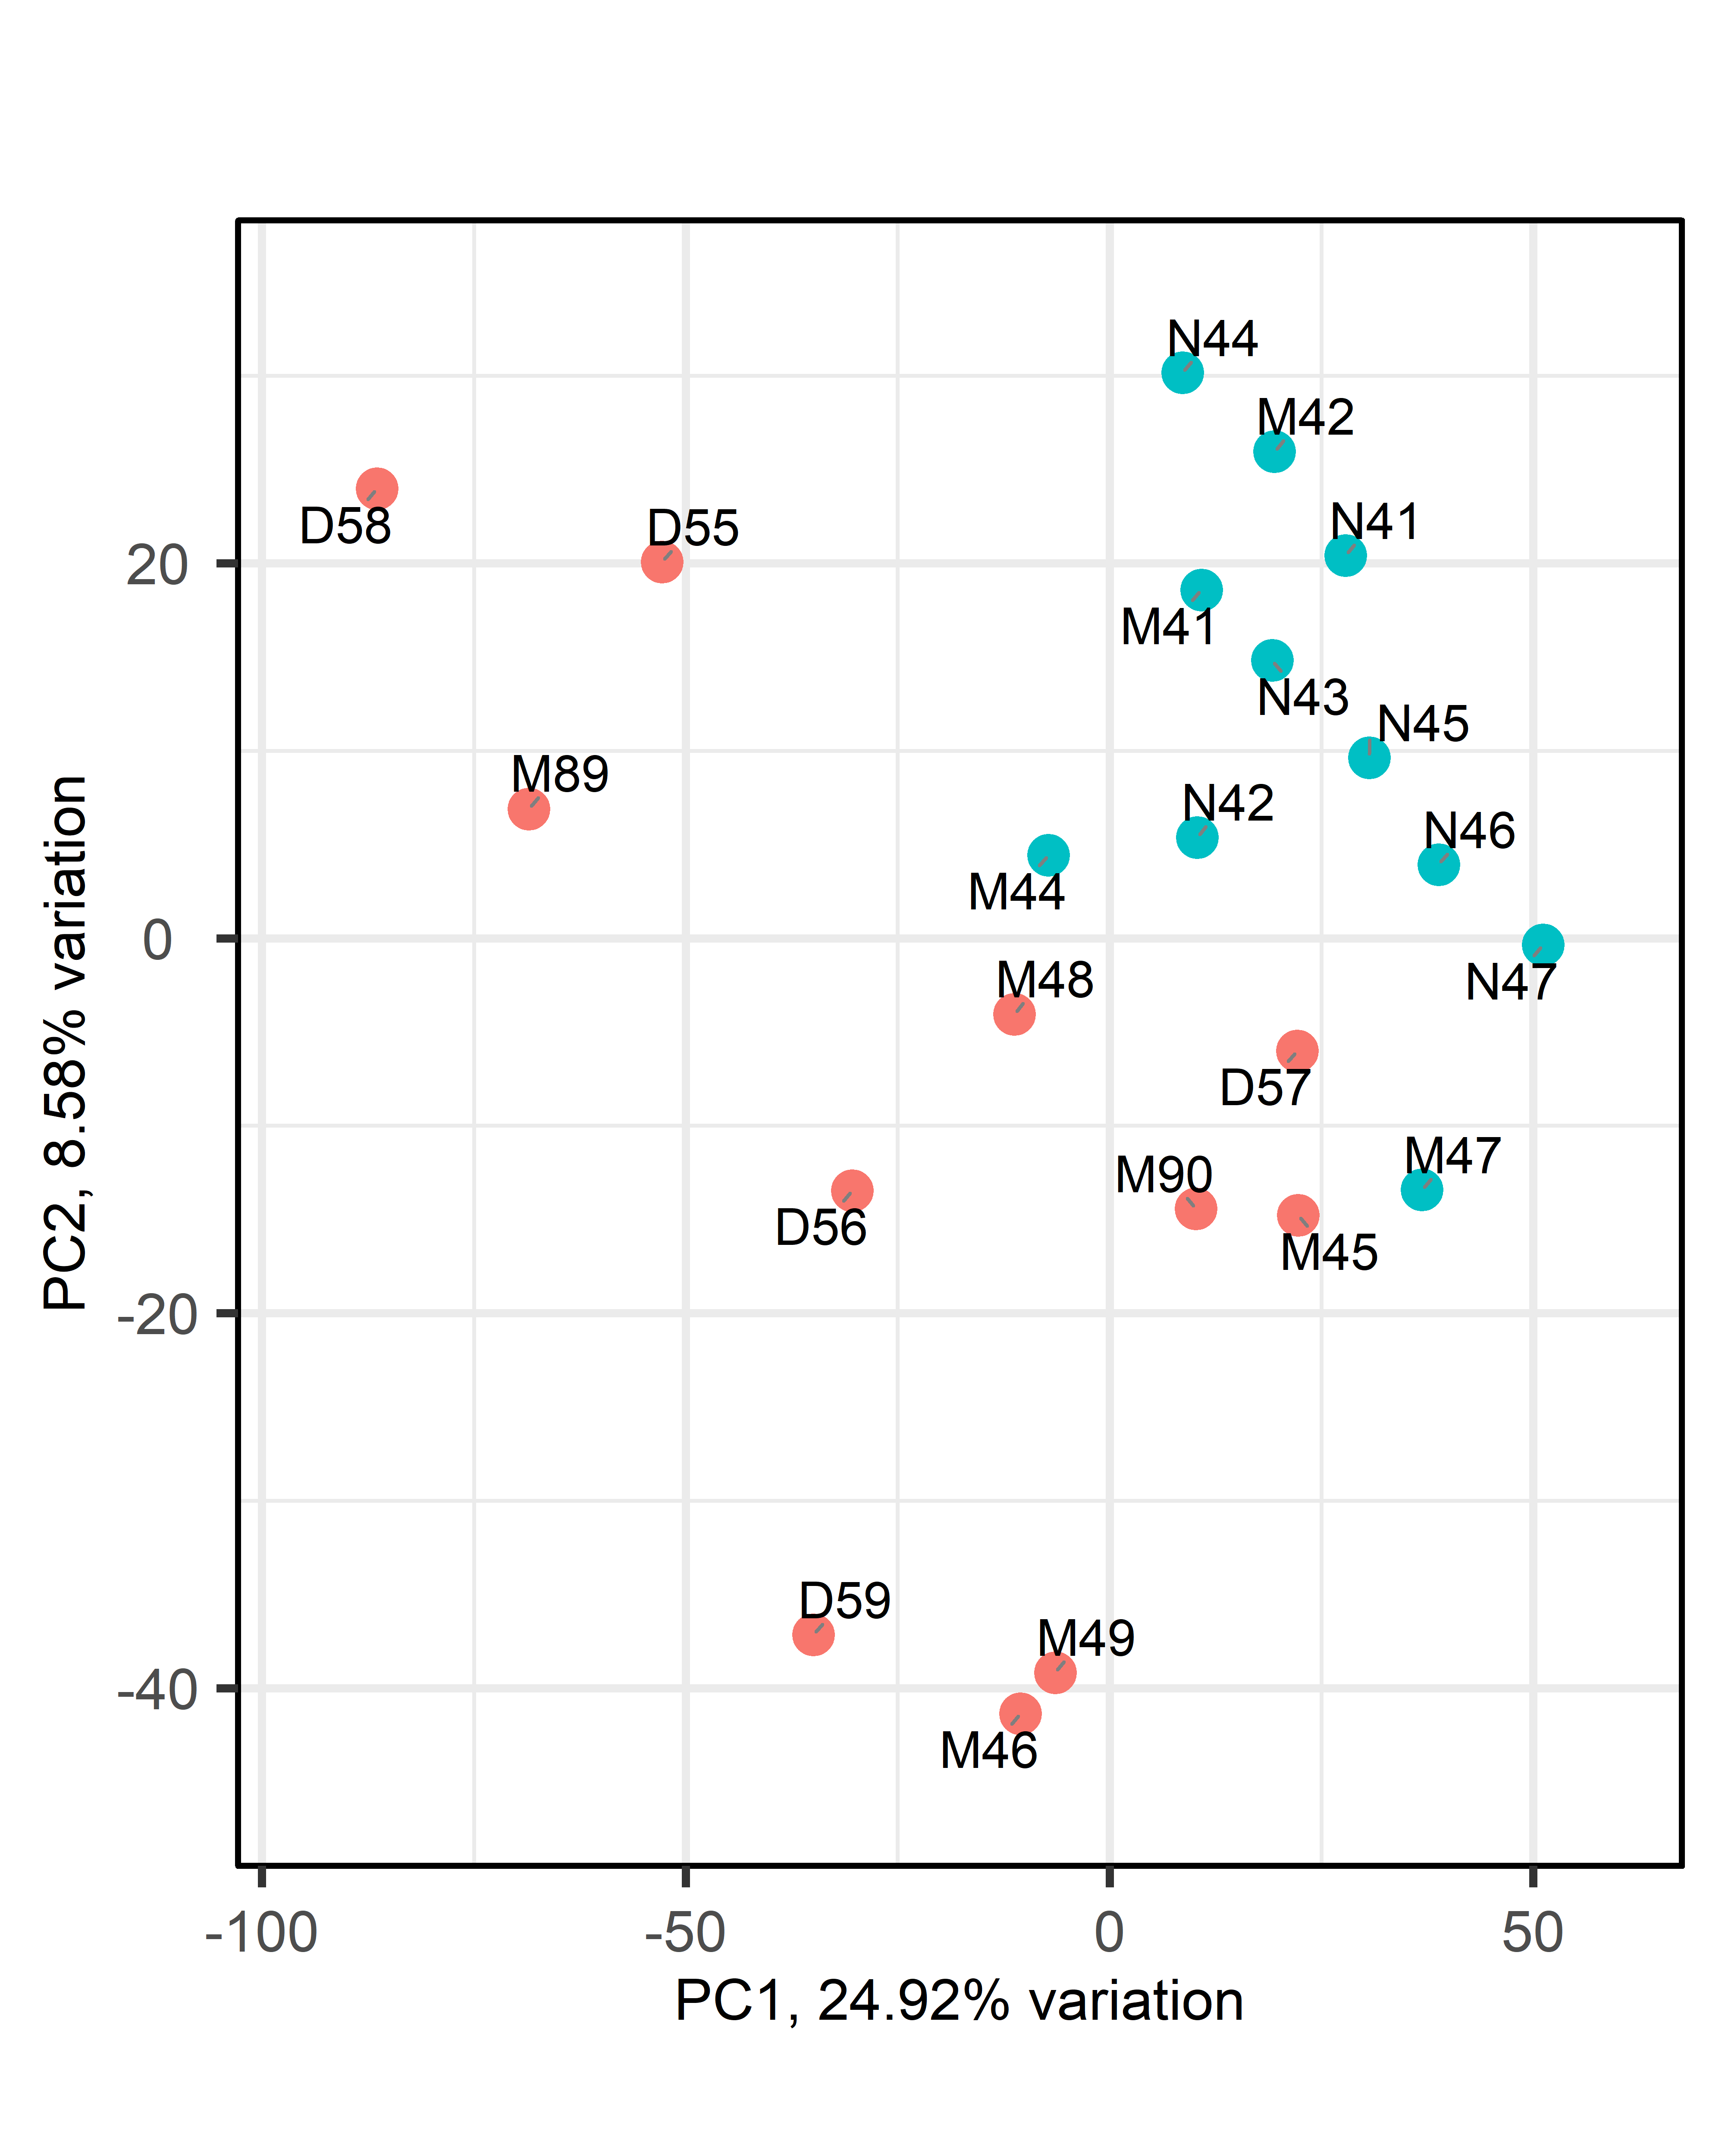 N44
M42
D58
D55
N41
20
M41
N43
N45
M89
N42
N46
M44
0
M48
N47
D57
M47
M90
D56
M45
-20
D59
M49
-40
M46
-100
-50
0
50
PC1, 24.92% variation
PC2, 8.58% variation